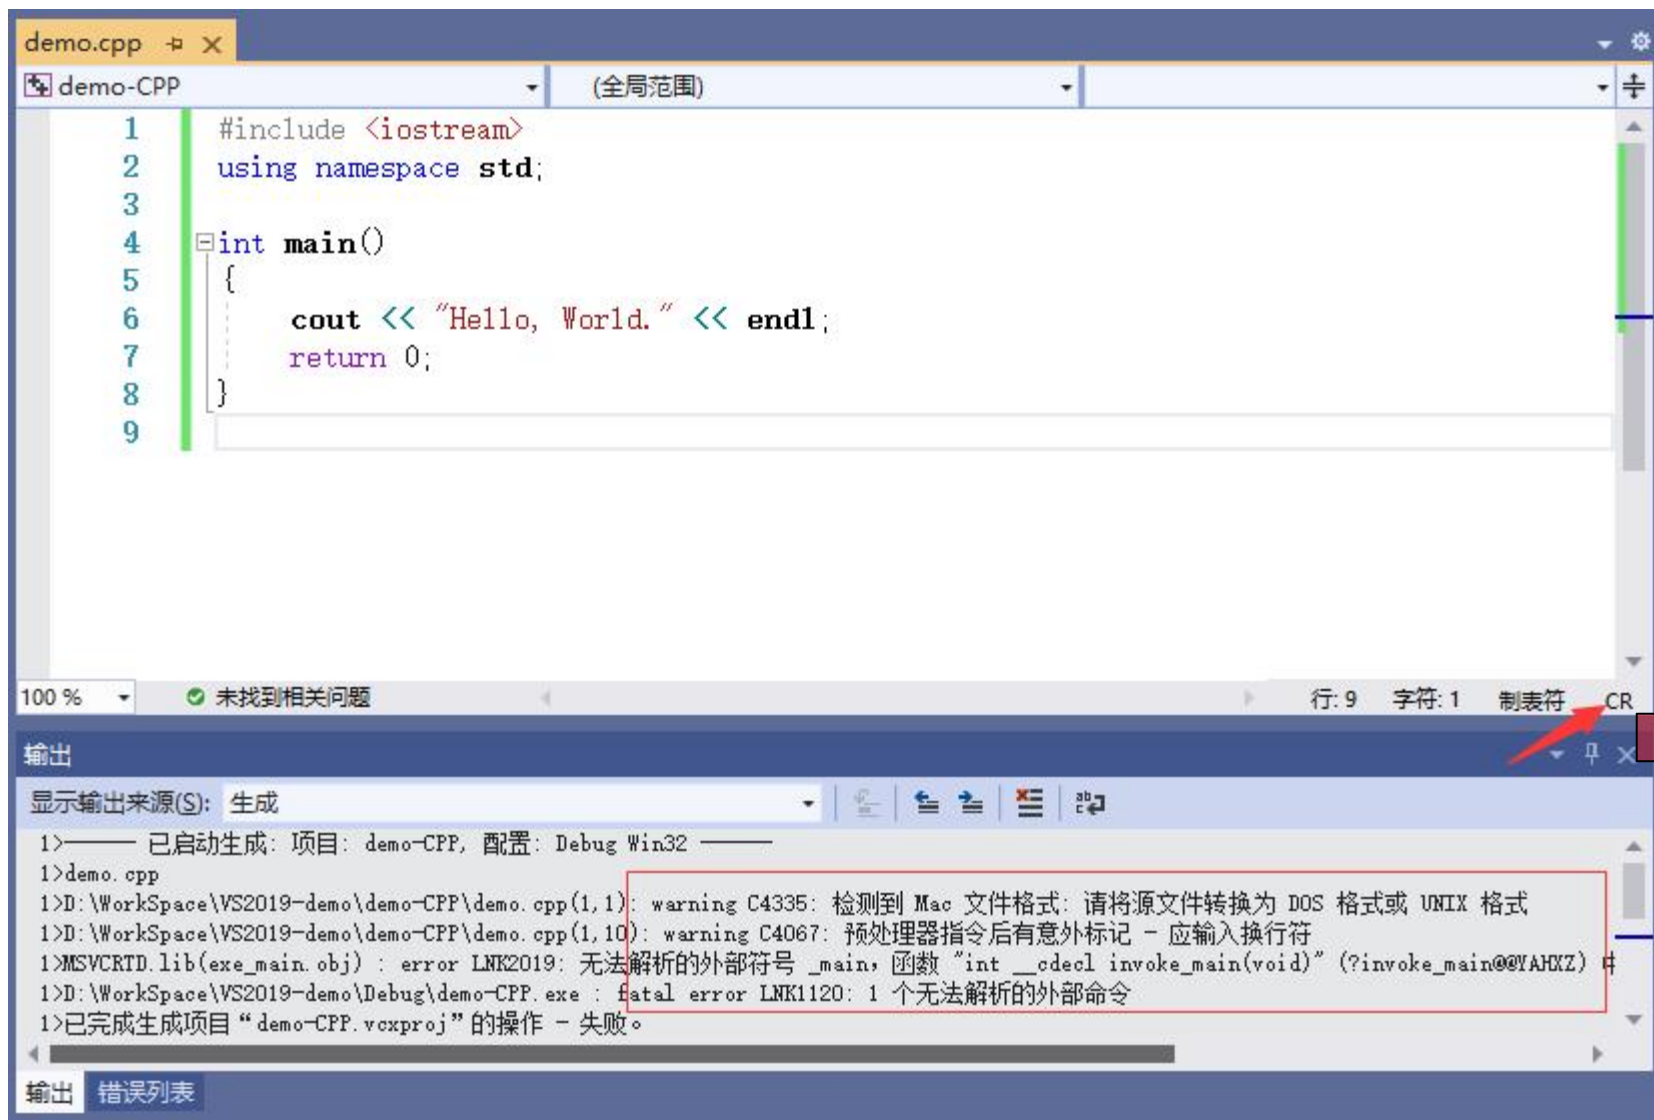 demo.cpp
demo-CPP (全局范围)
1 #include <iostream>
2 using namespace std;
3
4 int main()
5 {
6 cout << "Hello, World." << endl;
7 return 0;
8 }
9
100 % 未找到相关问题 行: 9 字符: 1 制表符 CR
输出
显示输出来源(S): 生成
1>—— 已启动生成: 项目: demo-CPP, 配置: Debug Win32 ——
1>demo.cpp
1>D:\WorkSpace\VS2019-demo\demo-CPP\demo.cpp(1,1): warning C4335: 检测到 Mac 文件格式: 请将源文件转换为 DOS 格式或 UNIX 格式
1>D:\WorkSpace\VS2019-demo\demo-CPP\demo.cpp(1,10): warning C4067: 预处理器指令后有意外标记 - 应输入换行符
1>MSVCRTD.lib(exe_main.obj) : error LNK2019: 无法解析的外部符号 _main，函数 "int __cdecl invoke_main(void)" (?invoke_main@@YAHXZ)
1>D:\WorkSpace\VS2019-demo\Debug\demo-CPP.exe : fatal error LNK1120: 1 个无法解析的外部命令
1>已完成生成项目“demo-CPP.vcxproj”的操作 - 失败。
输出 错误列表